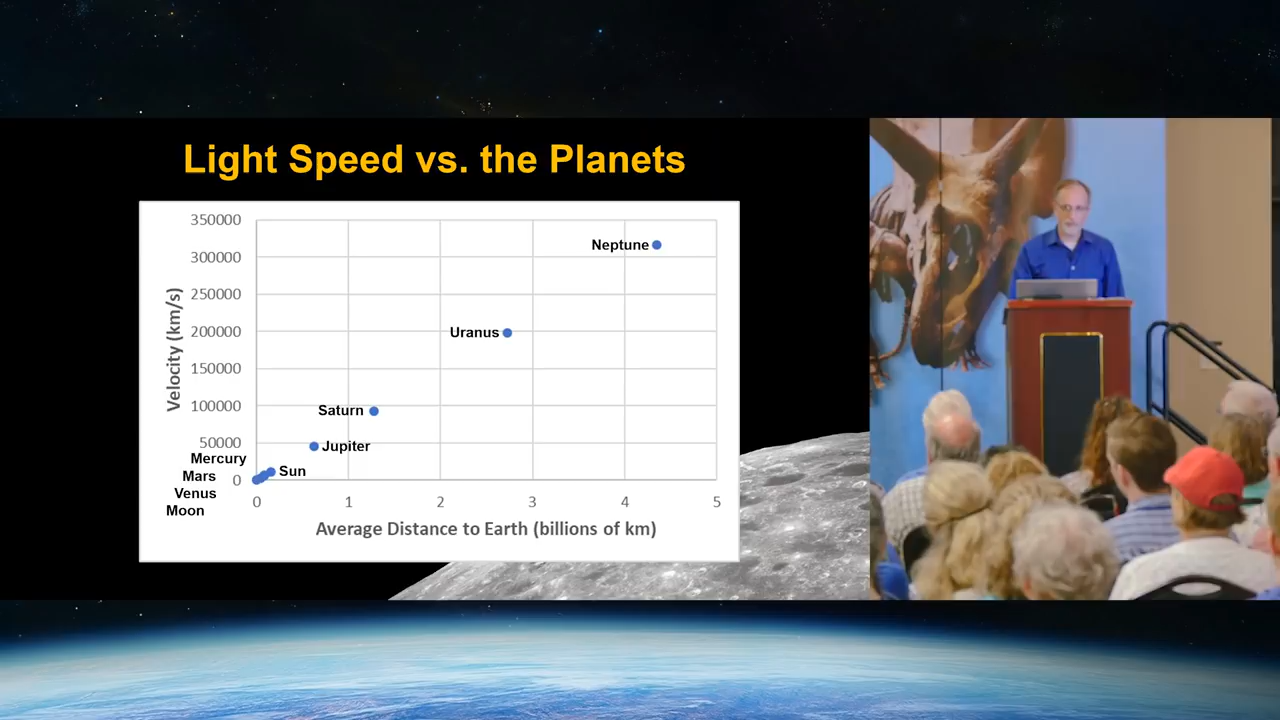 Light Speed vs. the Planets
Velocity (km/s)
350000
300000
250000
200000
150000
100000
50000
0
Neptune
Uranus
Saturn
Jupiter
Sun
Mercury
Mars
Venus
Moon
0 1 2 3 4 5
Average Distance to Earth (billions of km)